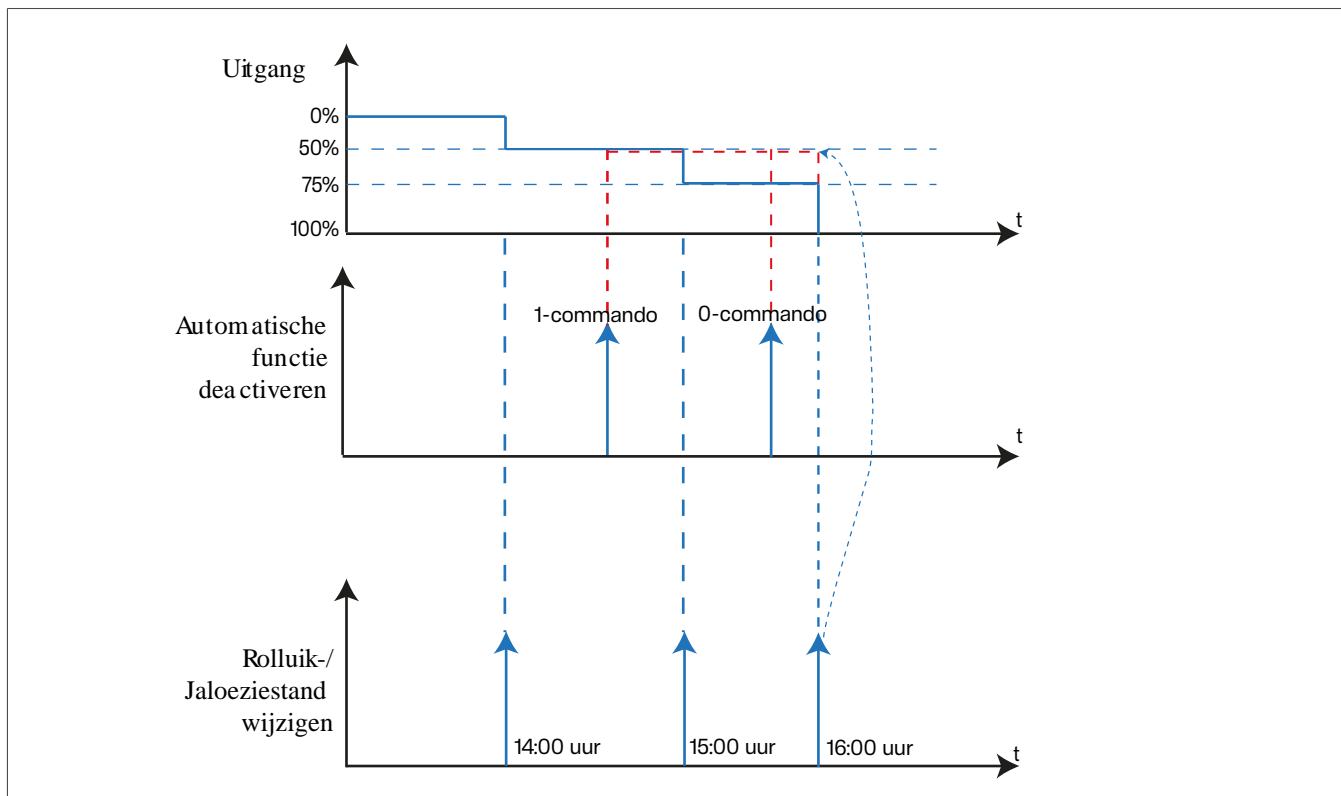 Uitgang
0%
50%
75%
100%
t
1-commando
0-commando
Automatische
functie
deactiveren
t
Rolluik-/
Jaloeziestand
wijzigen
14:00 uur
15:00 uur
16:00 uur
t